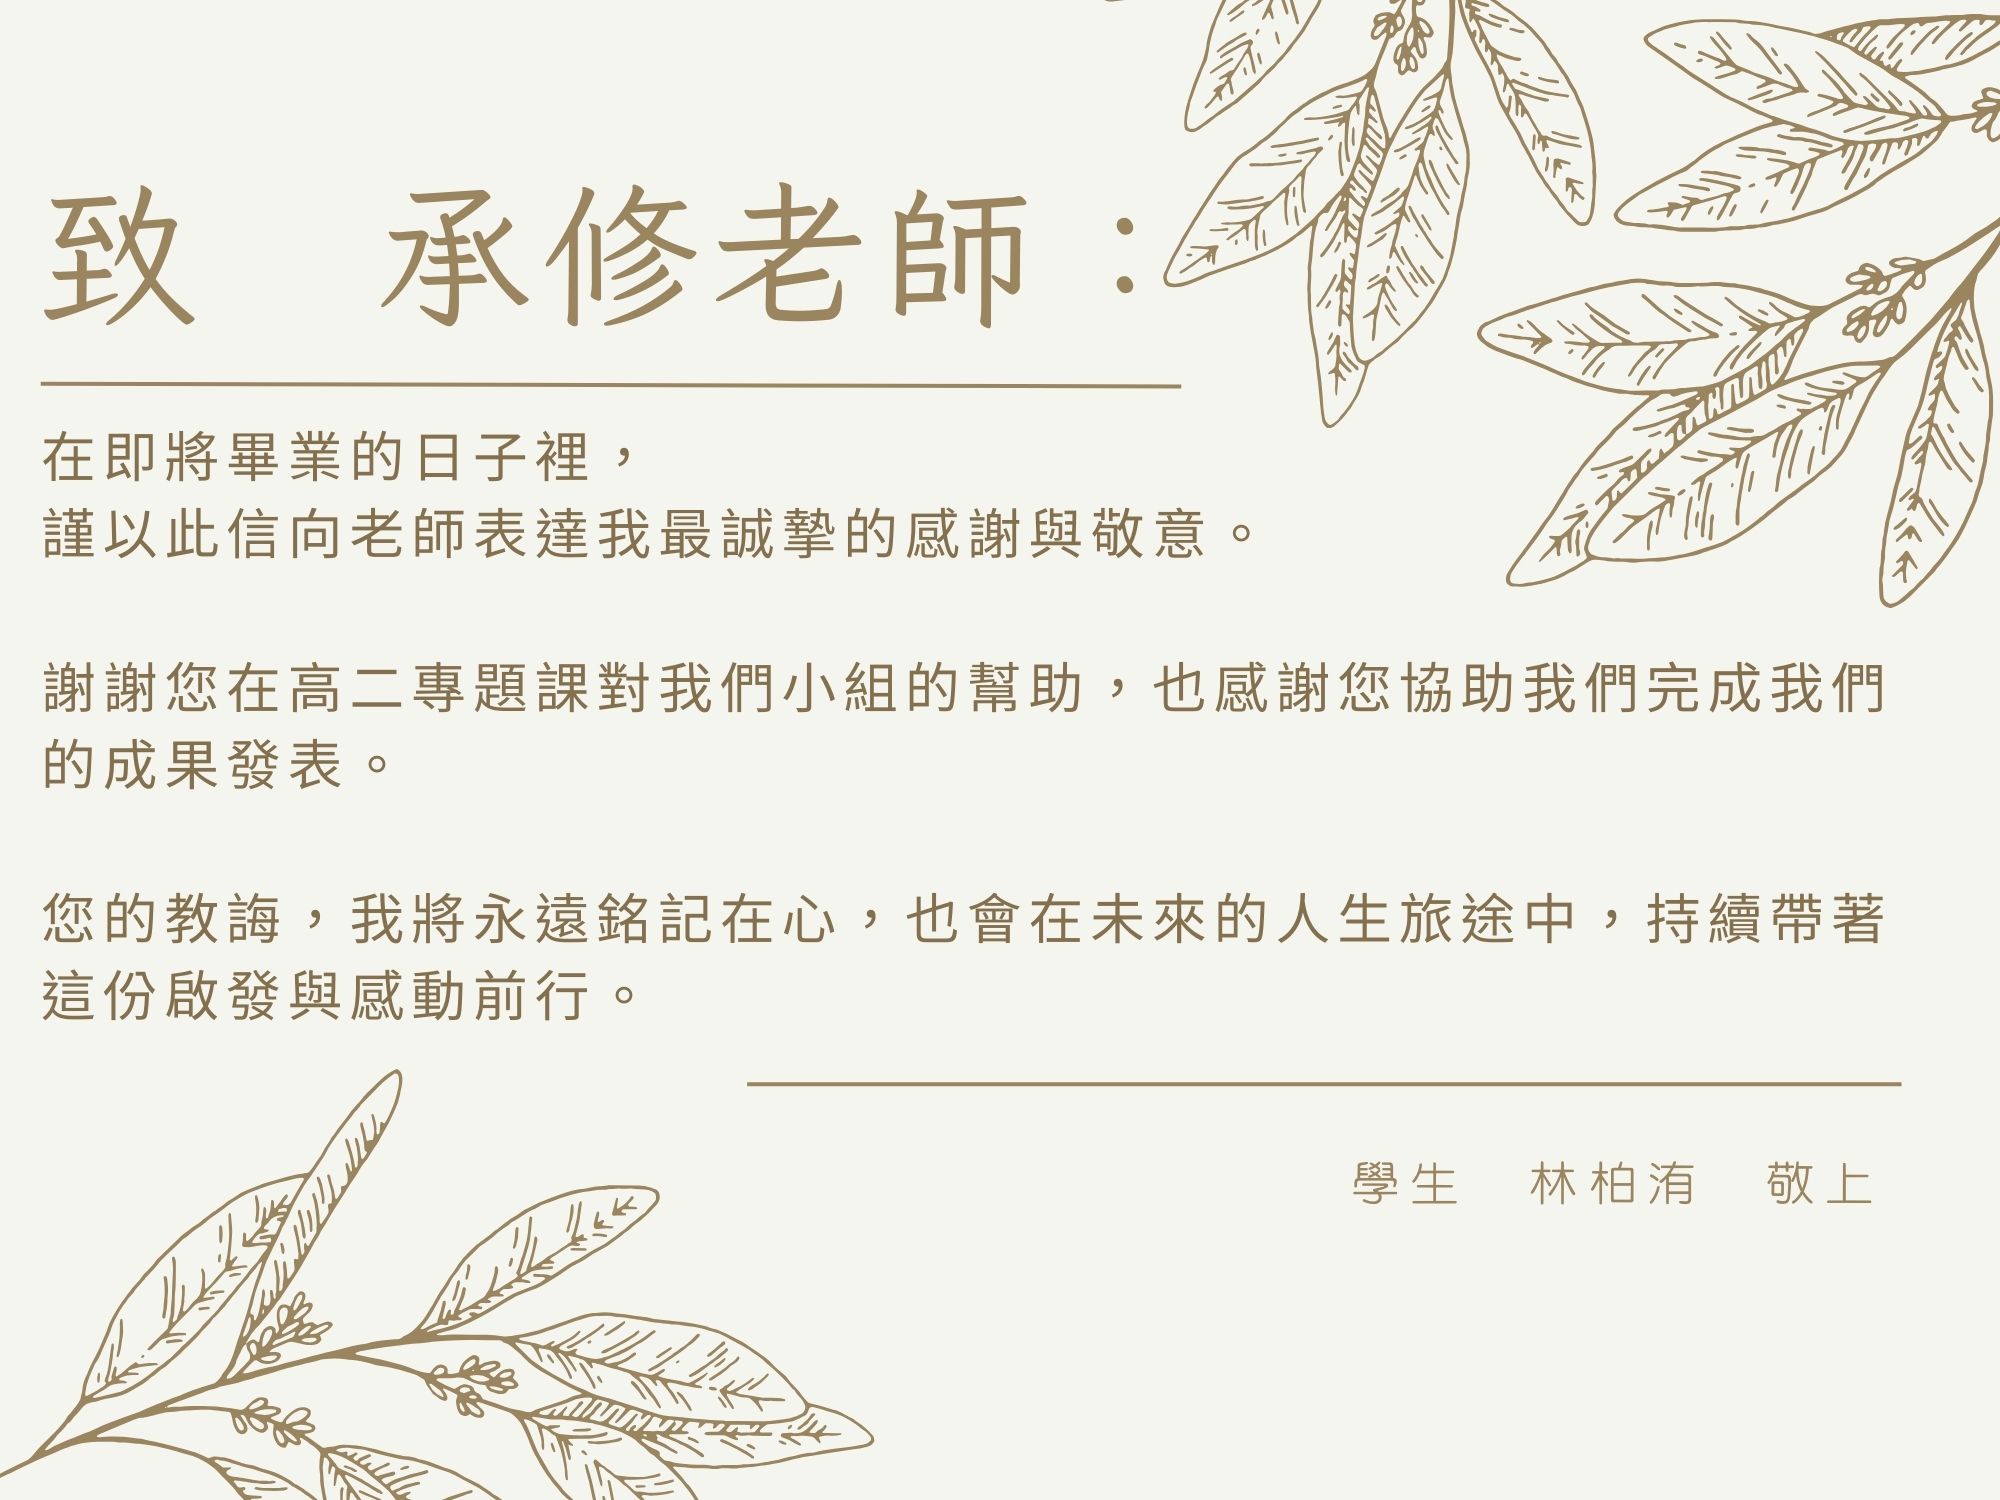 致　承修老師：
在即將畢業的日子裡，
謹以此信向老師表達我最誠摯的感謝與敬意。
謝謝您在高二專題課對我們小組的幫助，也感謝您協助我們完成我們
的成果發表。
您的教誨，我將永遠銘記在心，也會在未來的人生旅途中，持續帶著
這份啟發與感動前行。
學生　林柏洧　敬上